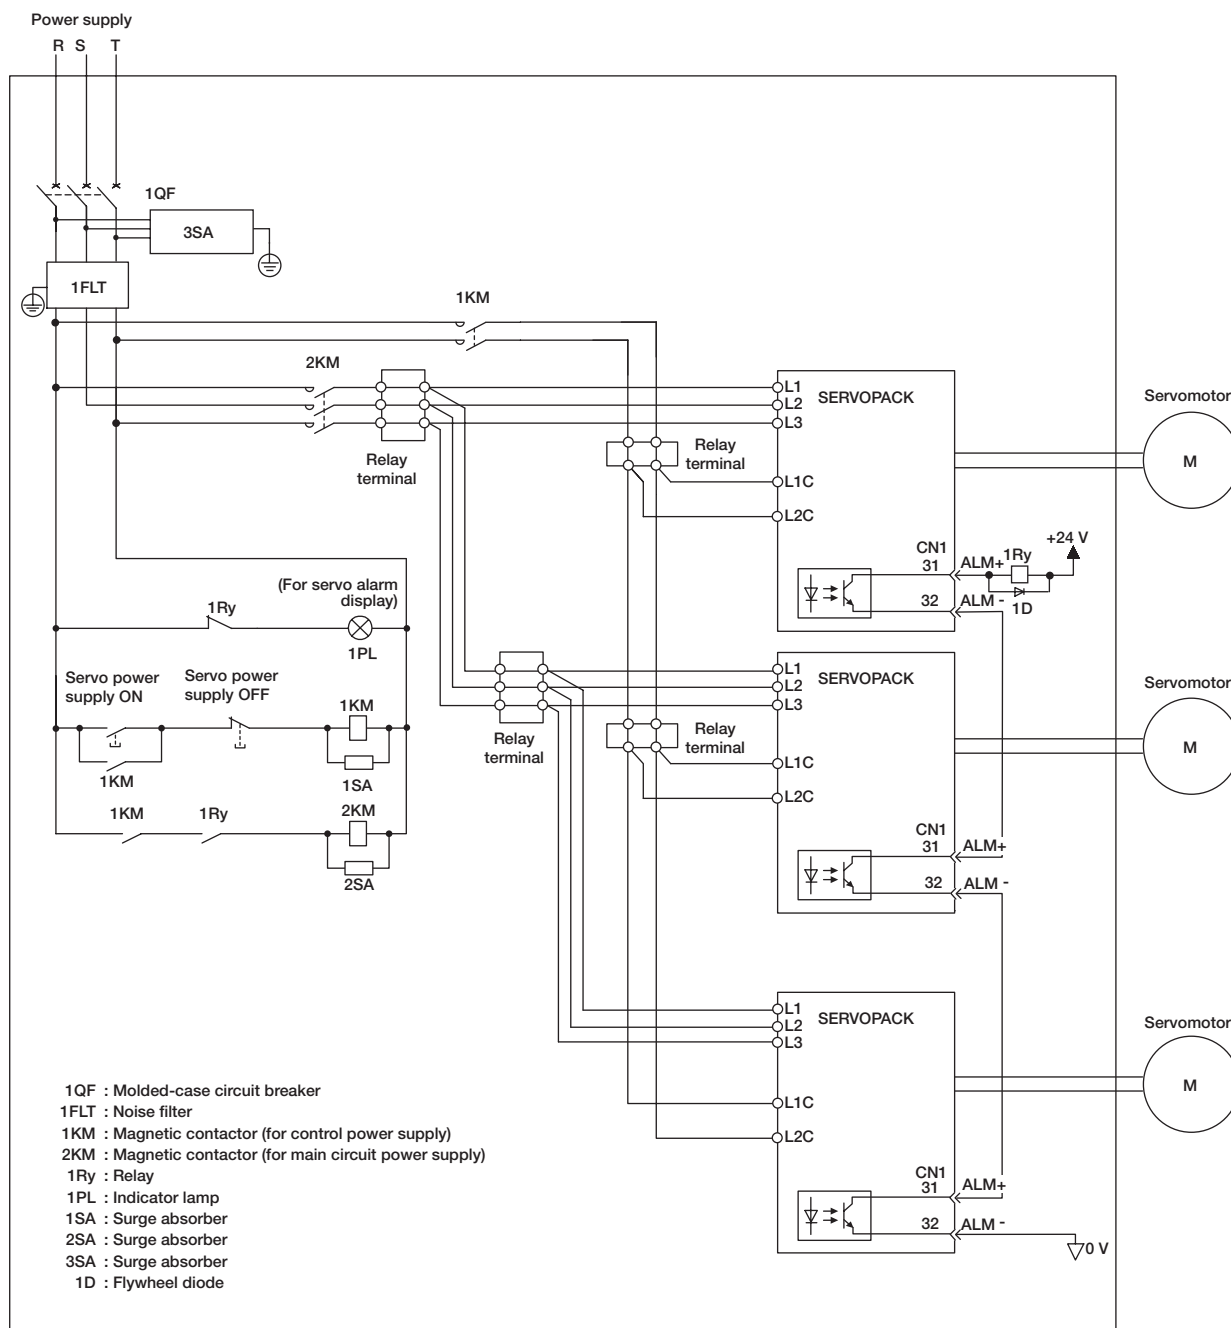 Power supply
R S T
1QF
3SA
1FLT
1KM
2KM
L1
L2
L3
SERVOPACK
Servomotor
M
Relay
terminal
Relay
terminal
L1C
L2C
CN1
31
32
ALM+
ALM -
1Ry
+24 V
1D
(For servo alarm
display)
1Ry
1PL
Servo power
supply ON
Servo power
supply OFF
1KM
1KM
1SA
1KM
1Ry
2KM
2SA
Relay
terminal
L1
L2
L3
SERVOPACK
Servomotor
M
Relay
terminal
L1C
L2C
CN1
31
32
ALM+
ALM -
L1
L2
L3
SERVOPACK
Servomotor
M
L1C
L2C
CN1
31
32
ALM+
ALM -
0 V
1QF : Molded-case circuit breaker
1FLT : Noise filter
1KM : Magnetic contactor (for control power supply)
2KM : Magnetic contactor (for main circuit power supply)
1Ry : Relay
1PL : Indicator lamp
1SA : Surge absorber
2SA : Surge absorber
3SA : Surge absorber
1D : Flywheel diode